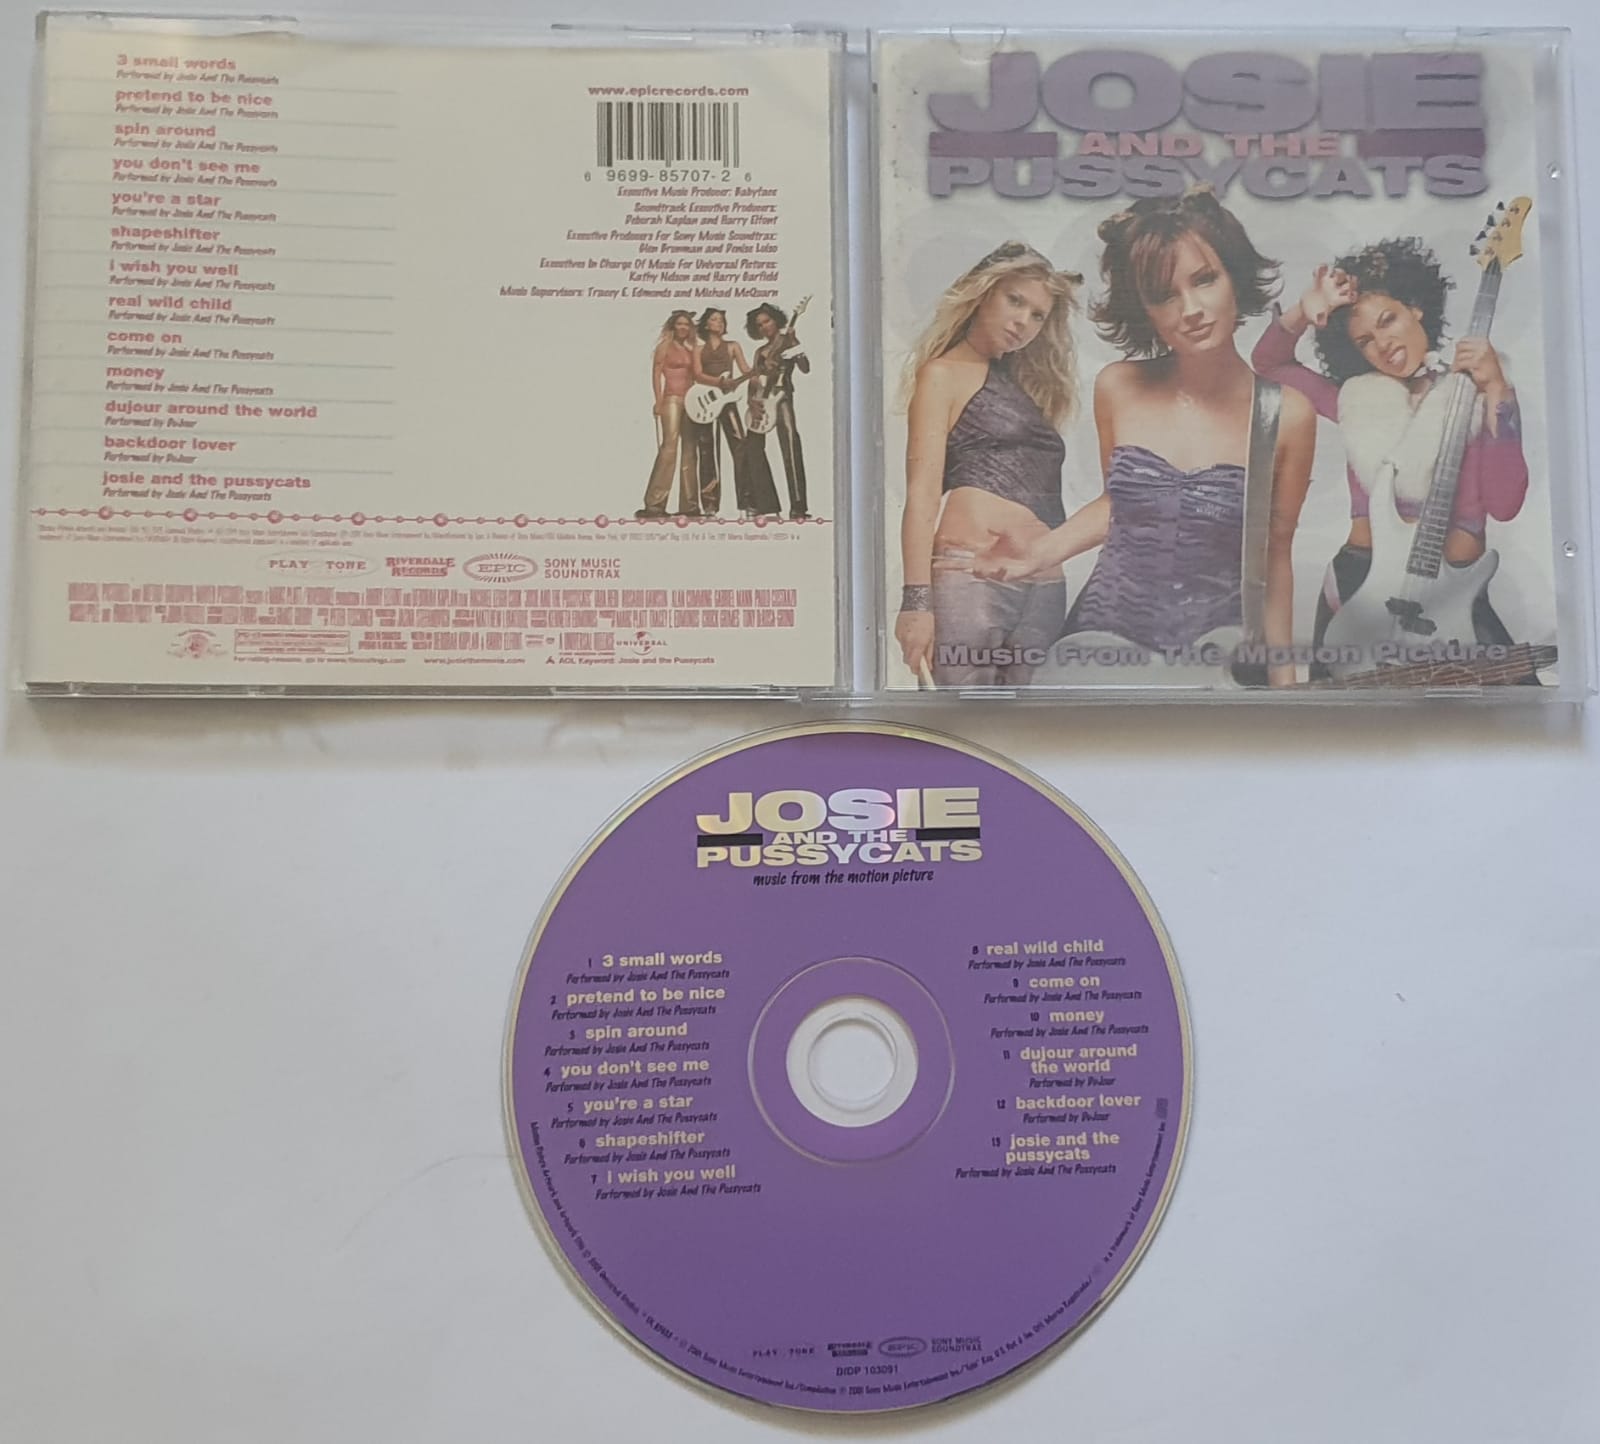 3 small words
Performed by Josie And The Pussycats
pretend to be nice
Performed by Josie And The Pussycats
spin around
Performed by Josie And The Pussycats
you don't see me
Performed by Josie And The Pussycats
you're a star
Performed by Josie And The Pussycats
shapeshifter
Performed by Josie And The Pussycats
i wish you well
Performed by Josie And The Pussycats
real wild child
Performed by Josie And The Pussycats
come on
Performed by Josie And The Pussycats
money
Performed by Josie And The Pussycats
dujour around the world
Performed by DuJour
backdoor lover
Performed by DuJour
josie and the pussycats
Performed by Josie And The Pussycats
www.epicrecords.com
6 9699-85707-2 6
Executive Music Producer: Babyface
Soundtrack Executive Producers:
Deborah Kaplan and Harry Elfont
Executive Producers For Sony Music Soundtrax:
Glen Brunman and Denise Luiso
Executives In Charge Of Music For Universal Pictures:
Kathy Nelson and Harry Garfield
Music Supervisors: Tracey E. Edmonds and Michael McQuarn
PLAY TONE
RIVERDALE
RECORDS
EPIC
SONY MUSIC
SOUNDTRAX
UNIVERSAL
For rating reasons, go to www.filmratings.com
www.josiethemovie.com
AOL Keyword: Josie and the Pussycats
JOSIE
AND THE
PUSSYCATS
Music From The Motion Picture
JOSIE
AND THE
PUSSYCATS
music from the motion picture
1 3 small words
Performed by Josie And The Pussycats
2 pretend to be nice
Performed by Josie And The Pussycats
3 spin around
Performed by Josie And The Pussycats
4 you don't see me
Performed by Josie And The Pussycats
5 you're a star
Performed by Josie And The Pussycats
6 shapeshifter
Performed by Josie And The Pussycats
7 i wish you well
Performed by Josie And The Pussycats
8 real wild child
Performed by Josie And The Pussycats
9 come on
Performed by Josie And The Pussycats
10 money
Performed by Josie And The Pussycats
11 dujour around
the world
Performed by DuJour
12 backdoor lover
Performed by DuJour
13 josie and the
pussycats
Performed by Josie And The Pussycats
PLAY TONE
RIVERDALE
RECORDS
EPIC
SONY MUSIC
SOUNDTRAX
DIDP 103091